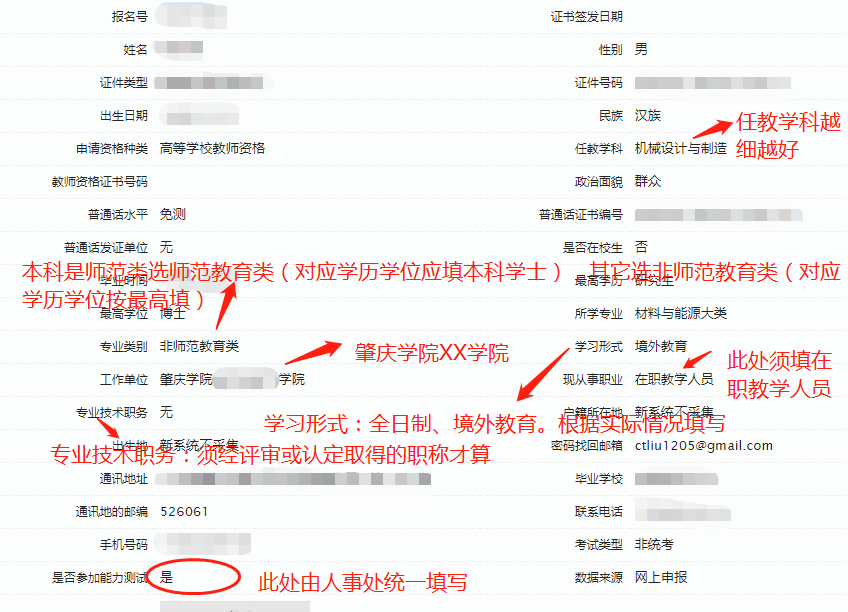 报名号 证书签发日期
姓名 性别 男
证件类型 证件号码
出生日期 民族 汉族
任教学科越
细越好
申请资格种类 高等学校教师资格 任教学科 机械设计与制造
教师资格证书号码 政治面貌 群众
普通话水平 免测 普通话证书编号
普通话发证单位 无 是否在校生 否
本科是师范类选师范教育类（对应学历学位应填本科学士） 其它选非师范教育类（对应
学历学位按最高填）
毕业时间 最高学历 研究生
最高学位 博士 所学专业 材料与能源大类
专业类别 非师范教育类 学习形式 境外教育
肇庆学院XX学院
此处须填在
职教学人员
工作单位 肇庆学院 学院 现从事职业 在职教学人员
专业技术职务 无 户籍所在地 新系统不采集
学习形式：全日制、境外教育。根据实际情况填写
出生地 新系统不采集 密码找回邮箱 ctliu1205@gmail.com
专业技术职务：须经评审或认定取得的职称才算
通讯地址 毕业学校
通讯地的邮编 526061 联系电话
手机号码 考试类型 非统考
是否参加能力测试 是 数据来源 网上申报
此处由人事处统一填写